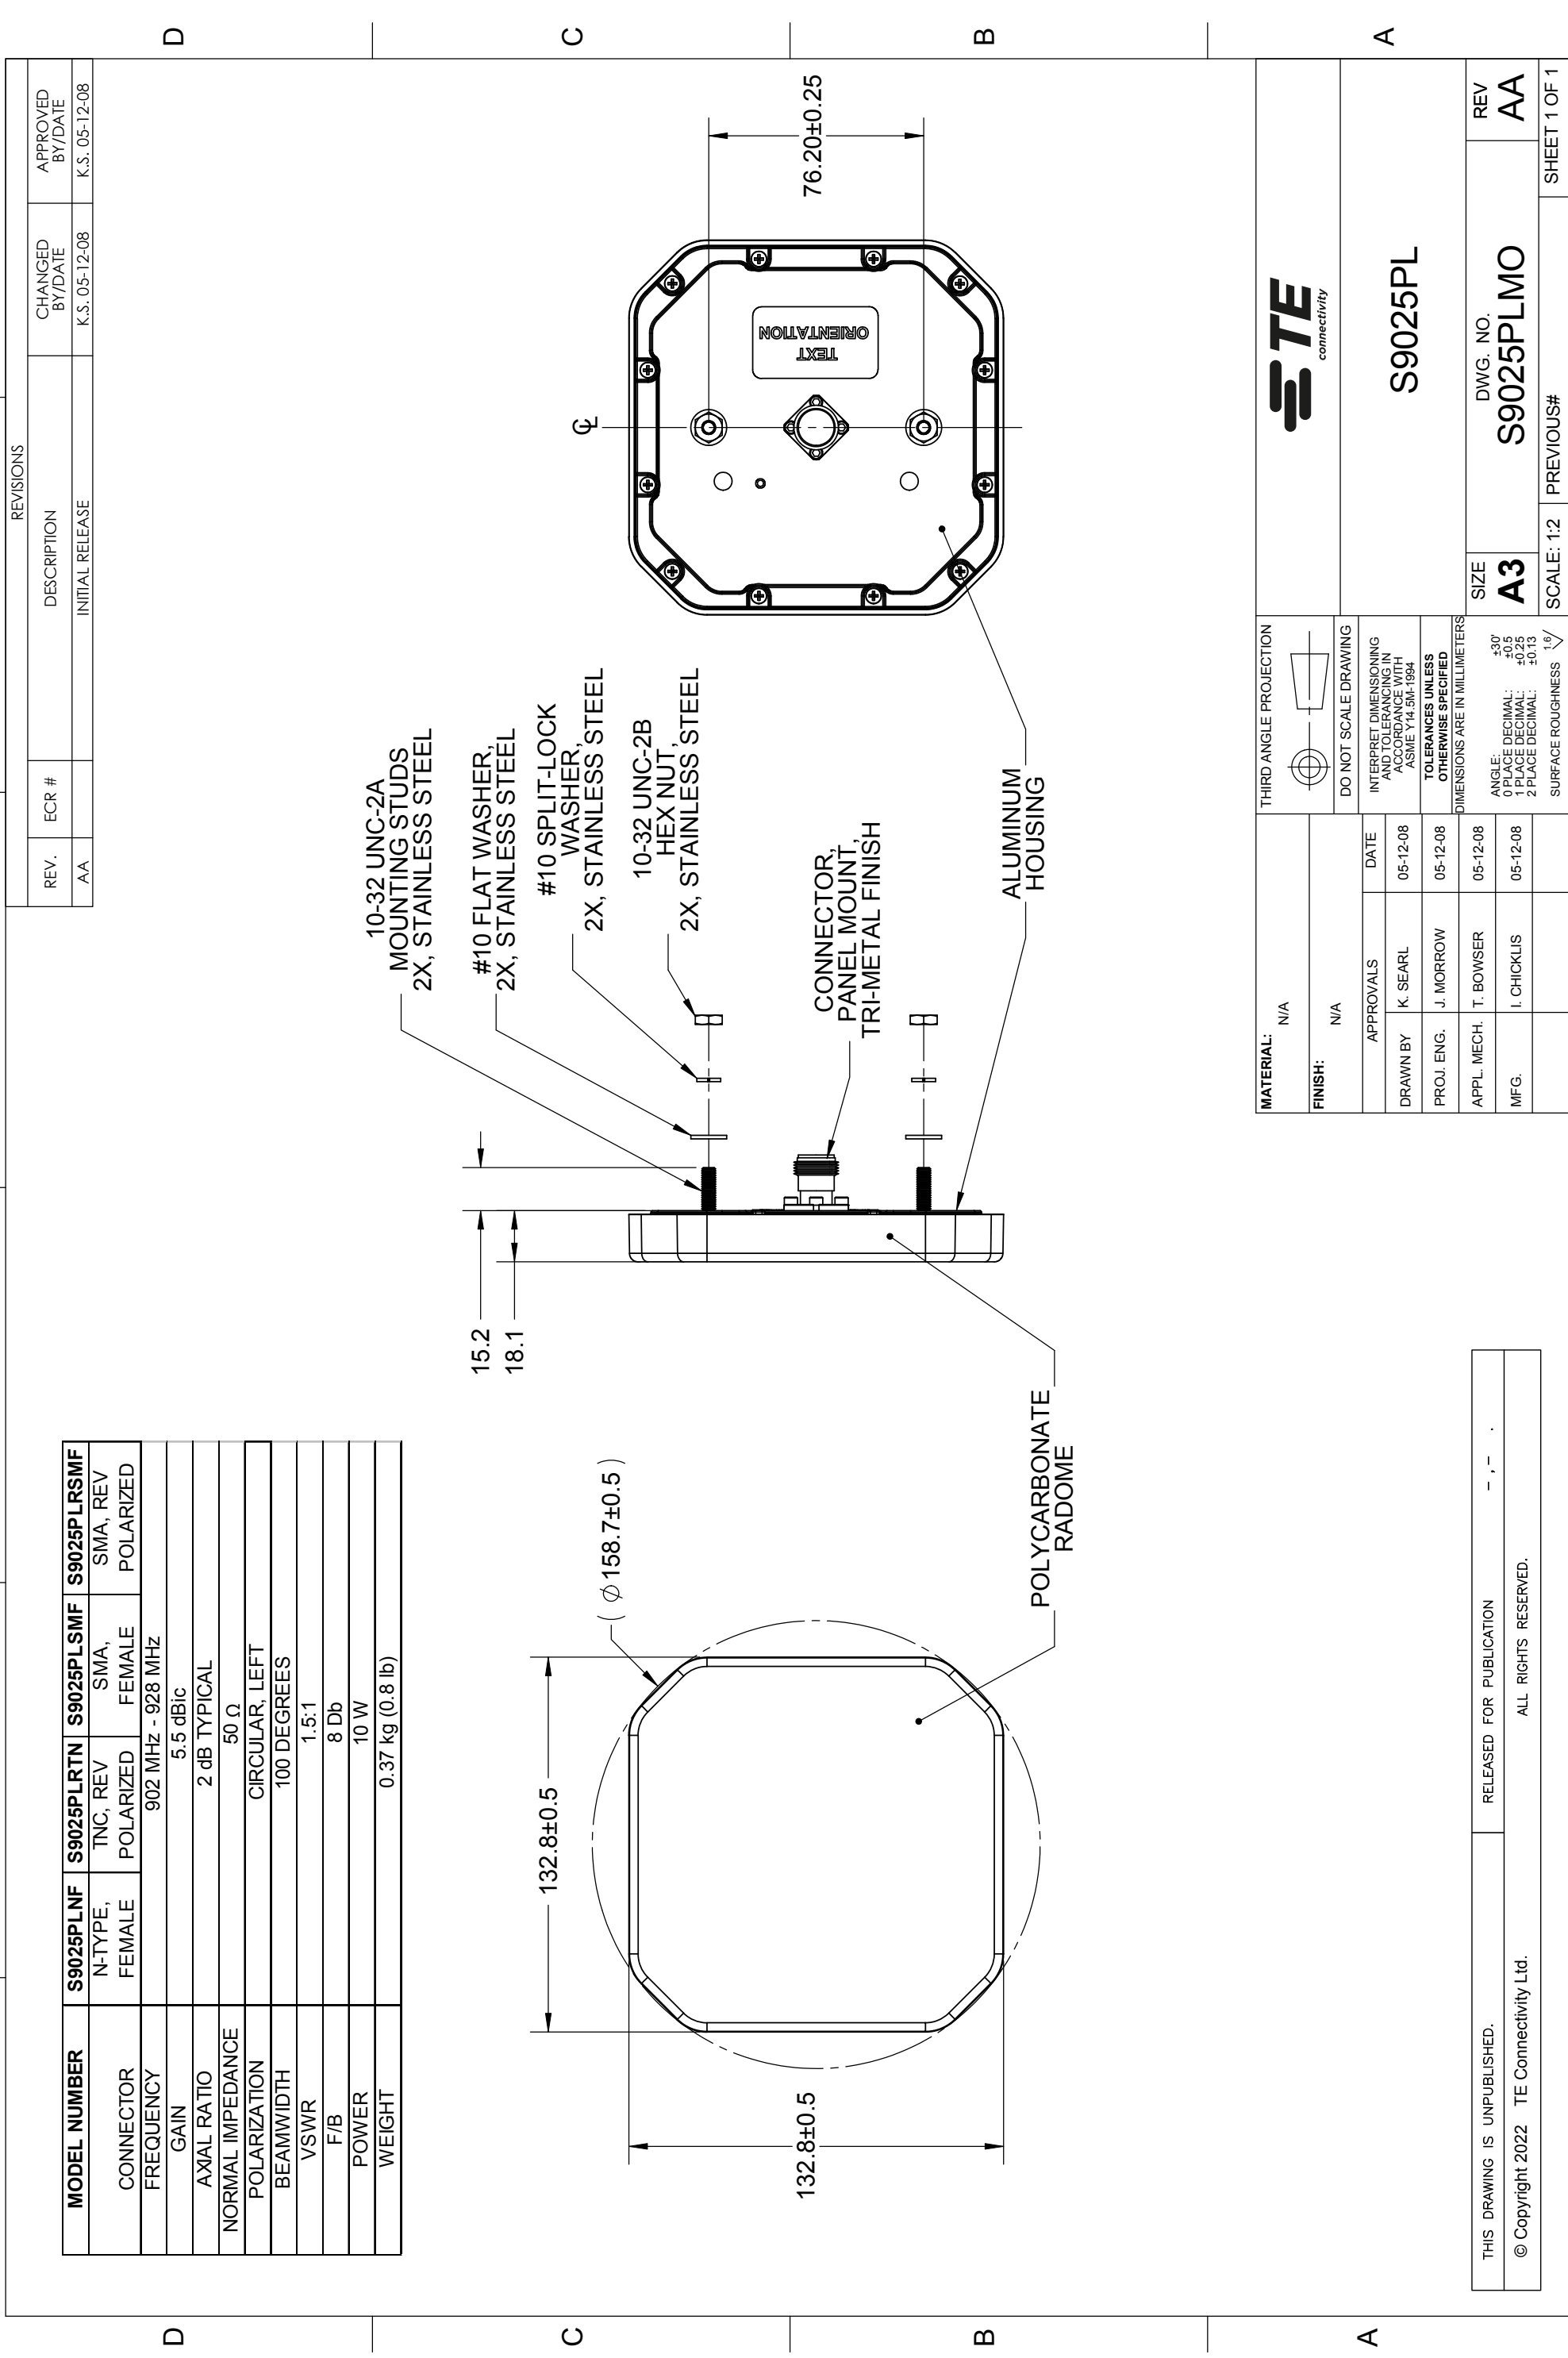 D
C
B
A
REVISIONS
REV.
ECR #
DESCRIPTION
CHANGED
BY/DATE
APPROVED
BY/DATE
AA
INITIAL RELEASE
K.S. 05-12-08
K.S. 05-12-08
MODEL NUMBER
S9025PLNF
S9025PLRTN
S9025PLSMF
S9025PLRSMF
CONNECTOR
N-TYPE,
FEMALE
TNC, REV
POLARIZED
SMA,
FEMALE
SMA, REV
POLARIZED
FREQUENCY
902 MHz - 928 MHz
GAIN
5.5 dBic
AXIAL RATIO
2 dB TYPICAL
NORMAL IMPEDANCE
50 Ω
POLARIZATION
CIRCULAR, LEFT
BEAMWIDTH
100 DEGREES
VSWR
1.5:1
F/B
8 Db
POWER
10 W
WEIGHT
0.37 kg (0.8 lb)
10-32 UNC-2A
MOUNTING STUDS
2X, STAINLESS STEEL
#10 FLAT WASHER,
2X, STAINLESS STEEL
#10 SPLIT-LOCK
WASHER,
2X, STAINLESS STEEL
10-32 UNC-2B
HEX NUT,
2X, STAINLESS STEEL
15.2
18.1
132.8±0.5
132.8±0.5
( ∅158.7±0.5 )
POLYCARBONATE
RADOME
CONNECTOR,
PANEL MOUNT,
TRI-METAL FINISH
ALUMINUM
HOUSING
℄
TEXT
ORIENTATION
76.20±0.25
THIS DRAWING IS UNPUBLISHED.
RELEASED FOR PUBLICATION
– , – .
© Copyright 2022 TE Connectivity Ltd.
ALL RIGHTS RESERVED.
MATERIAL:
N/A
FINISH:
N/A
APPROVALS
DATE
DRAWN BY
K. SEARL
05-12-08
PROJ. ENG.
J. MORROW
05-12-08
APPL. MECH.
T. BOWSER
05-12-08
MFG.
I. CHICKLIS
05-12-08
THIRD ANGLE PROJECTION
DO NOT SCALE DRAWING
INTERPRET DIMENSIONING
AND TOLERANCING IN
ACCORDANCE WITH
ASME Y14.5M-1994
TOLERANCES UNLESS
OTHERWISE SPECIFIED
DIMENSIONS ARE IN MILLIMETERS
ANGLE: ±30'
0 PLACE DECIMAL: ±0.5
1 PLACE DECIMAL: ±0.25
2 PLACE DECIMAL: ±0.13
SURFACE ROUGHNESS 1.6
TE
connectivity
S9025PL
SIZE
A3
DWG. NO.
S9025PLMO
REV
AA
SCALE: 1:2
PREVIOUS#
SHEET 1 OF 1
D
C
B
A